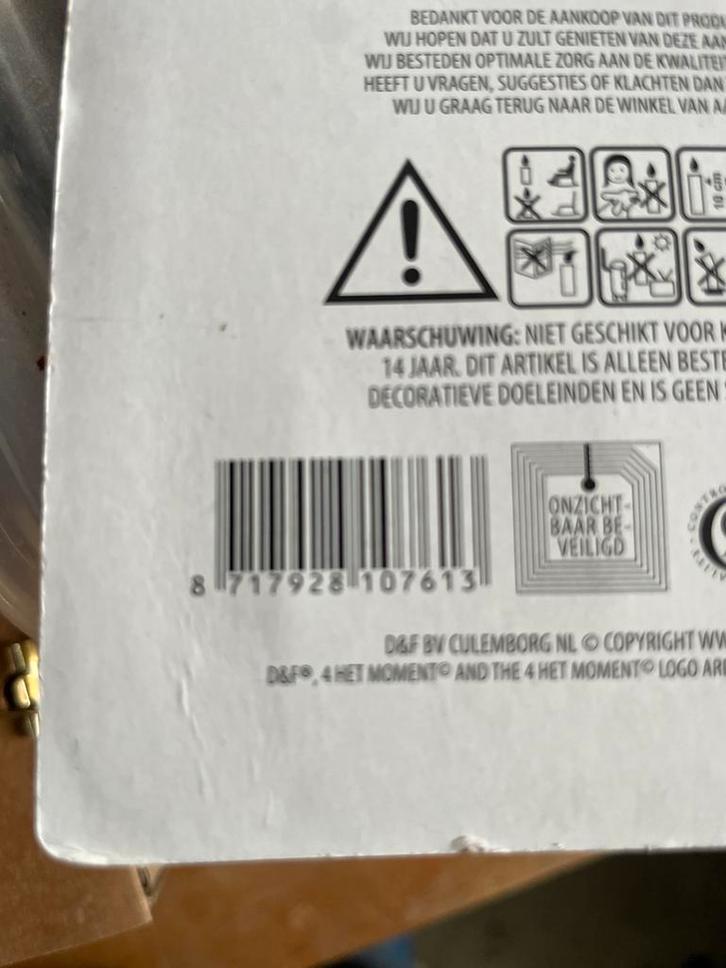 BEDANKT VOOR DE AANKOOP VAN DIT
WIJ HOPEN DAT U ZULT GENIETEN VAN DEZE
WIJ BESTEDEN OPTIMALE ZORG AAN DE
HEEFT U VRAGEN, SUGGESTIES OF KLACHTEN DAN
WIJ U GRAAG TERUG NAAR DE WINKEL VAN
WAARSCHUWING: NIET GESCHIKT VOOR
14 JAAR. DIT ARTIKEL IS ALLEEN
DECORATIEVE DOELEINDEN EN IS GEEN
ONZICHT-
BAAR BE-
VEILIGD
8 717928 107613
D&F BV CULEMBORG NL © COPYRIGHT
D&F®, 4 HET MOMENT© AND THE 4 HET MOMENT© LOGO